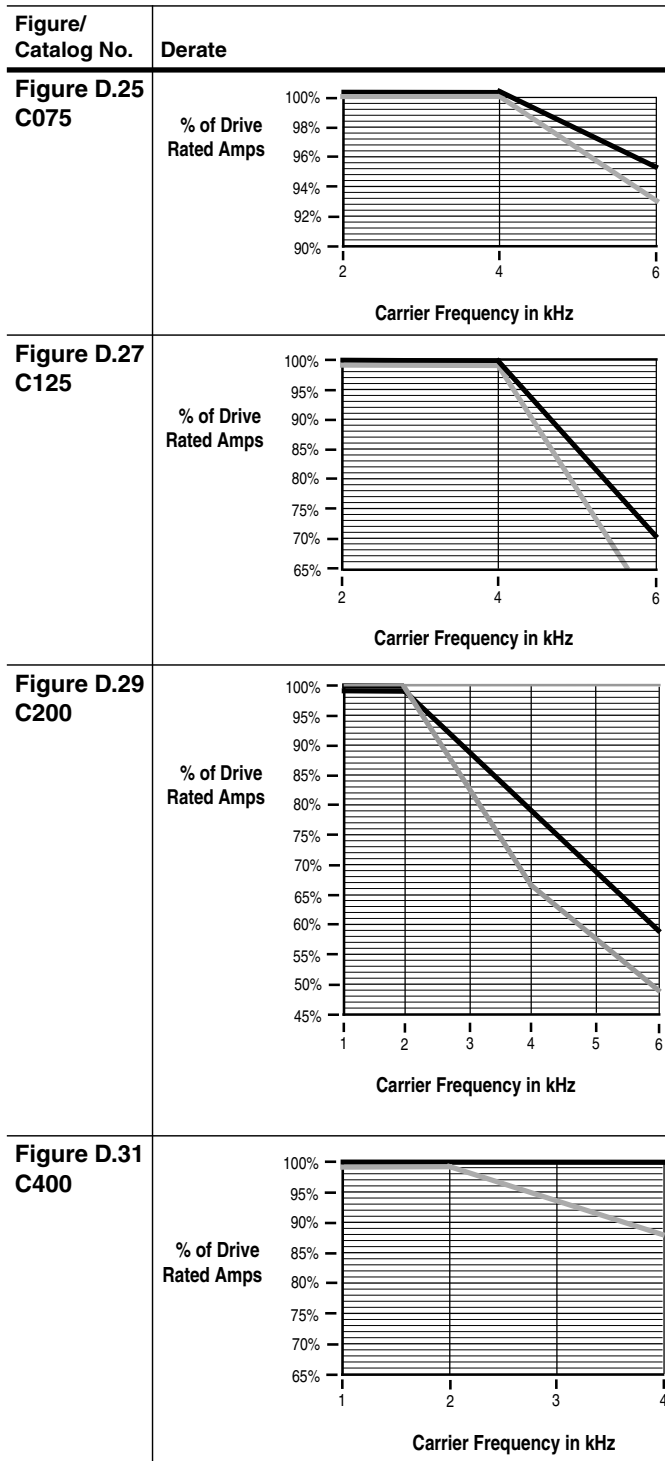 Figure/
Catalog No. Derate
Figure D.25
C075
% of Drive
Rated Amps
100%
98%
96%
94%
92%
90%
2 4 6
Carrier Frequency in kHz
Figure D.27
C125
% of Drive
Rated Amps
100%
95%
90%
85%
80%
75%
70%
65%
2 4 6
Carrier Frequency in kHz
Figure D.29
C200
% of Drive
Rated Amps
100%
95%
90%
85%
80%
75%
70%
65%
60%
55%
50%
45%
1 2 3 4 5 6
Carrier Frequency in kHz
Figure D.31
C400
% of Drive
Rated Amps
100%
95%
90%
85%
80%
75%
70%
65%
1 2 3 4
Carrier Frequency in kHz